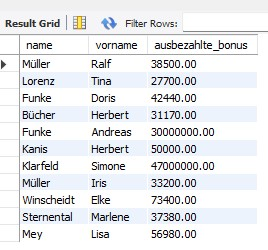 Result Grid Filter Rows:
name vorname ausbezahlte_bonus
Müller Ralf 38500.00
Lorenz Tina 27700.00
Funke Doris 42440.00
Bücher Herbert 31170.00
Funke Andreas 30000000.00
Kanis Herbert 50000.00
Klarfeld Simone 47000000.00
Müller Iris 33200.00
Winscheidt Elke 73400.00
Sternental Marlene 37380.00
Mey Lisa 56980.00